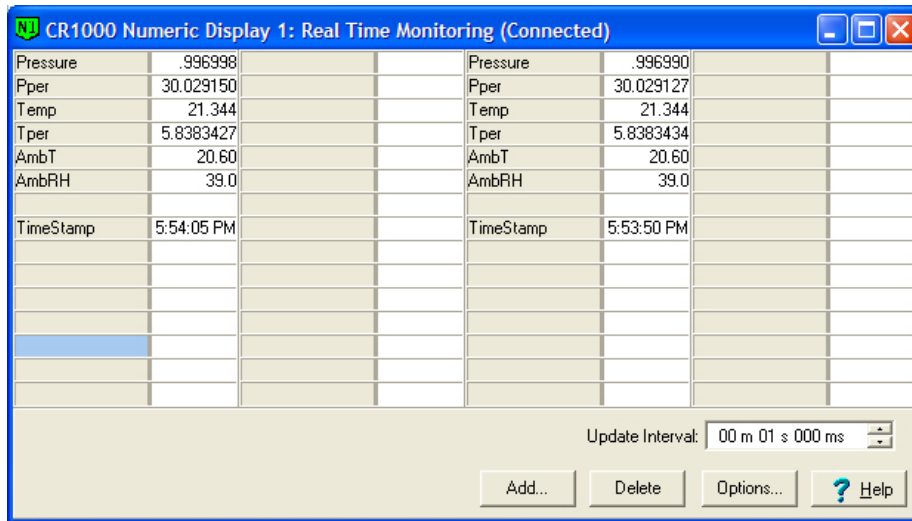 CR1000 Numeric Display 1: Real Time Monitoring (Connected)
Pressure .996998 Pressure .996990
Pper 30.029150 Pper 30.029127
Temp 21.344 Temp 21.344
Tper 5.8383427 Tper 5.8383434
AmbT 20.60 AmbT 20.60
AmbRH 39.0 AmbRH 39.0
TimeStamp 5:54:05 PM TimeStamp 5:53:50 PM
Update Interval: 00 m 01 s 000 ms
Add... Delete Options... ? Help